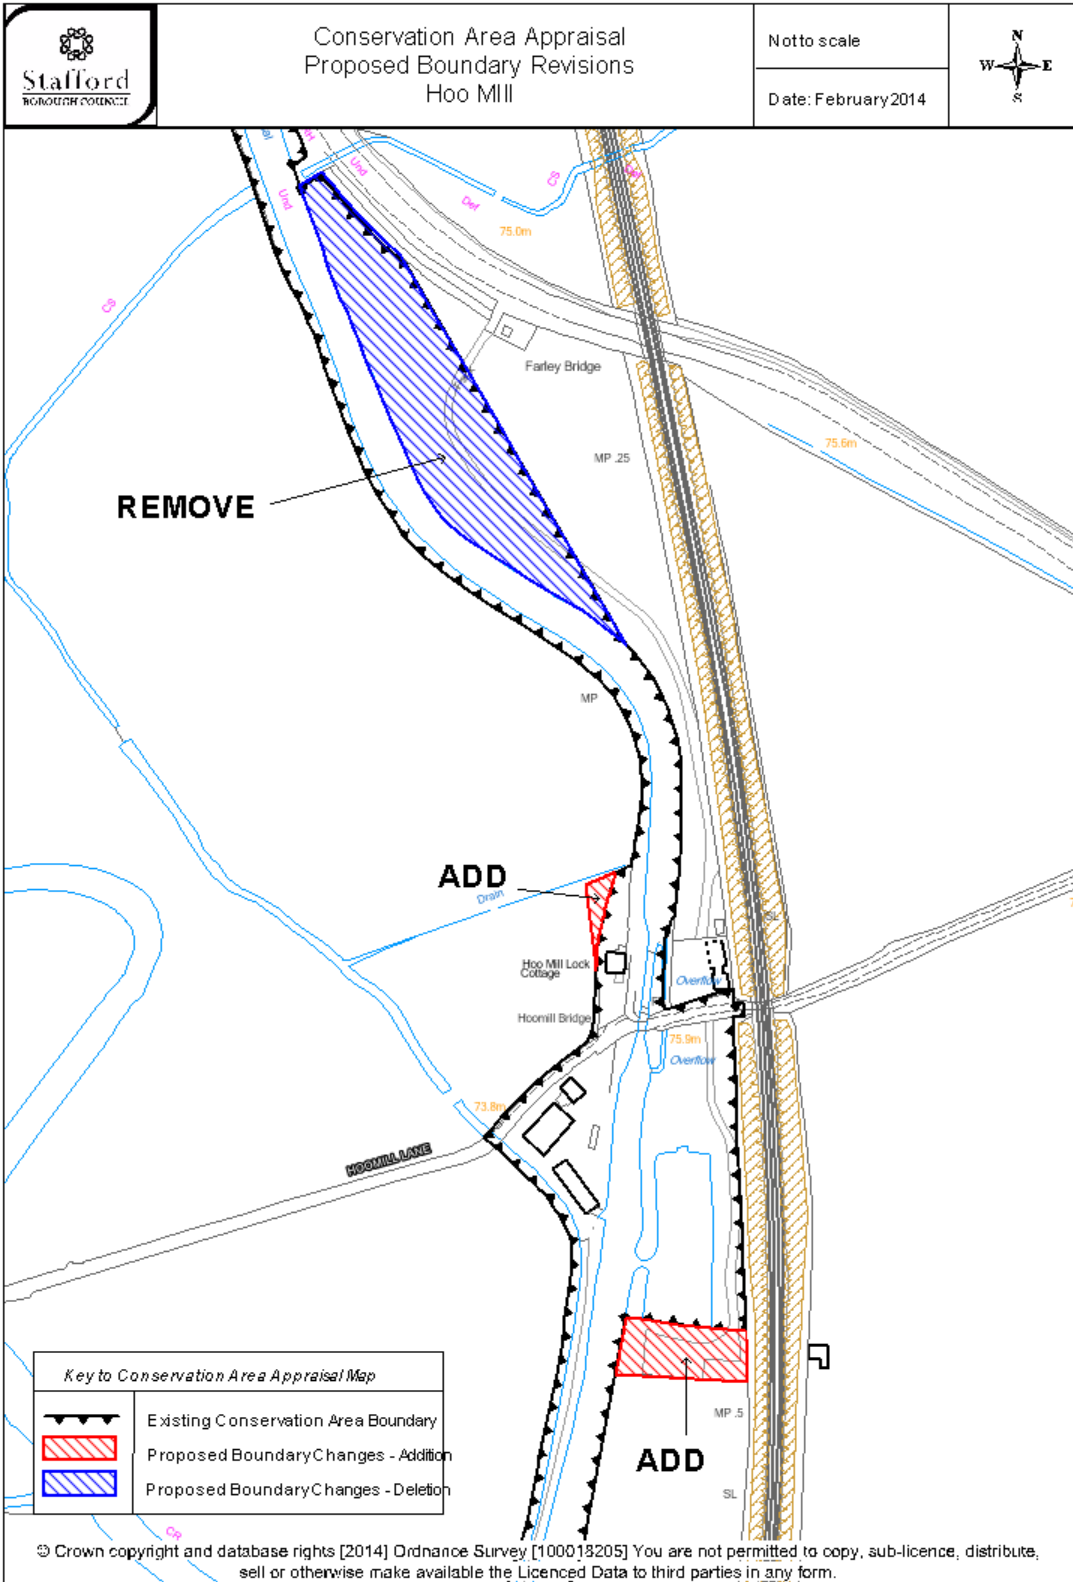 Stafford
BOROUGH COUNCIL
Conservation Area Appraisal
Proposed Boundary Revisions
Hoo Mill
Not to scale
Date: February 2014
N
W E
S
Und
Und
CS
Def
CS
75.0m
Farley Bridge
75.6m
MP .25
REMOVE
MP
ADD
Drain
SL
Hoo Mill Lock
Cottage
Overflow
Hoomill Bridge
75.9m
Overflow
73.8m
HOOMILL LANE
MP .5
ADD
SL
CR
Key to Conservation Area Appraisal Map
Existing Conservation Area Boundary
Proposed Boundary Changes - Addition
Proposed Boundary Changes - Deletion
© Crown copyright and database rights [2014] Ordnance Survey [100018205] You are not permitted to copy, sub-licence, distribute,
sell or otherwise make available the Licenced Data to third parties in any form.